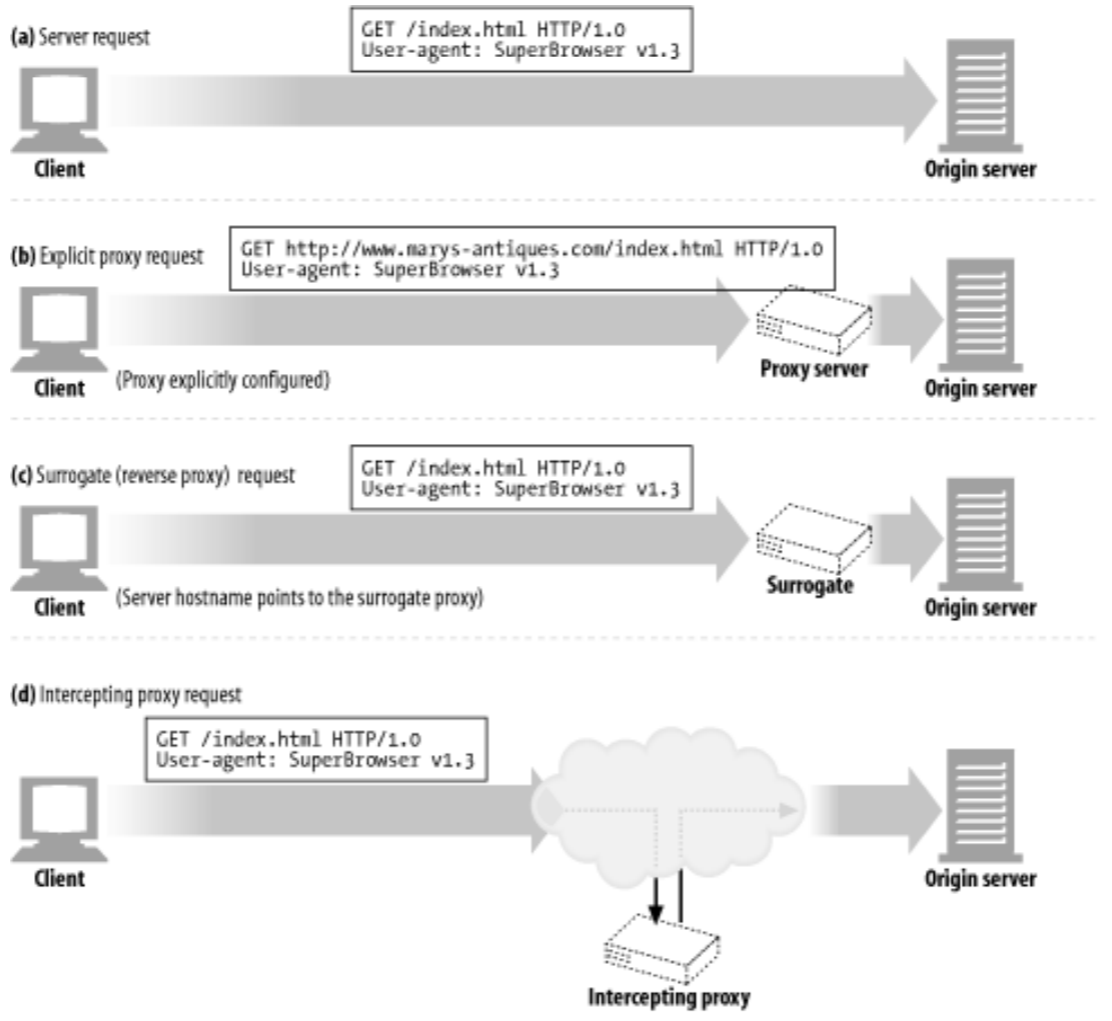 (a) Server request
GET /index.html HTTP/1.0
User-agent: SuperBrowser v1.3
Client
Origin server
(b) Explicit proxy request
GET http://www.marys-antiques.com/index.html HTTP/1.0
User-agent: SuperBrowser v1.3
Client
(Proxy explicitly configured)
Proxy server
Origin server
(c) Surrogate (reverse proxy) request
GET /index.html HTTP/1.0
User-agent: SuperBrowser v1.3
Client
(Server hostname points to the surrogate proxy)
Surrogate
Origin server
(d) Intercepting proxy request
GET /index.html HTTP/1.0
User-agent: SuperBrowser v1.3
Client
Origin server
Intercepting proxy